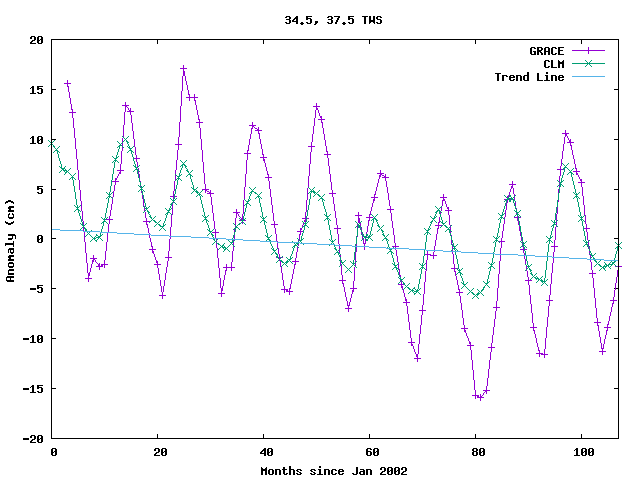 34.5, 37.5 TWS
GRACE
CLM
Trend Line
Anomaly (cm)
20
15
10
5
0
-5
-10
-15
-20
0 20 40 60 80 100
Months since Jan 2002